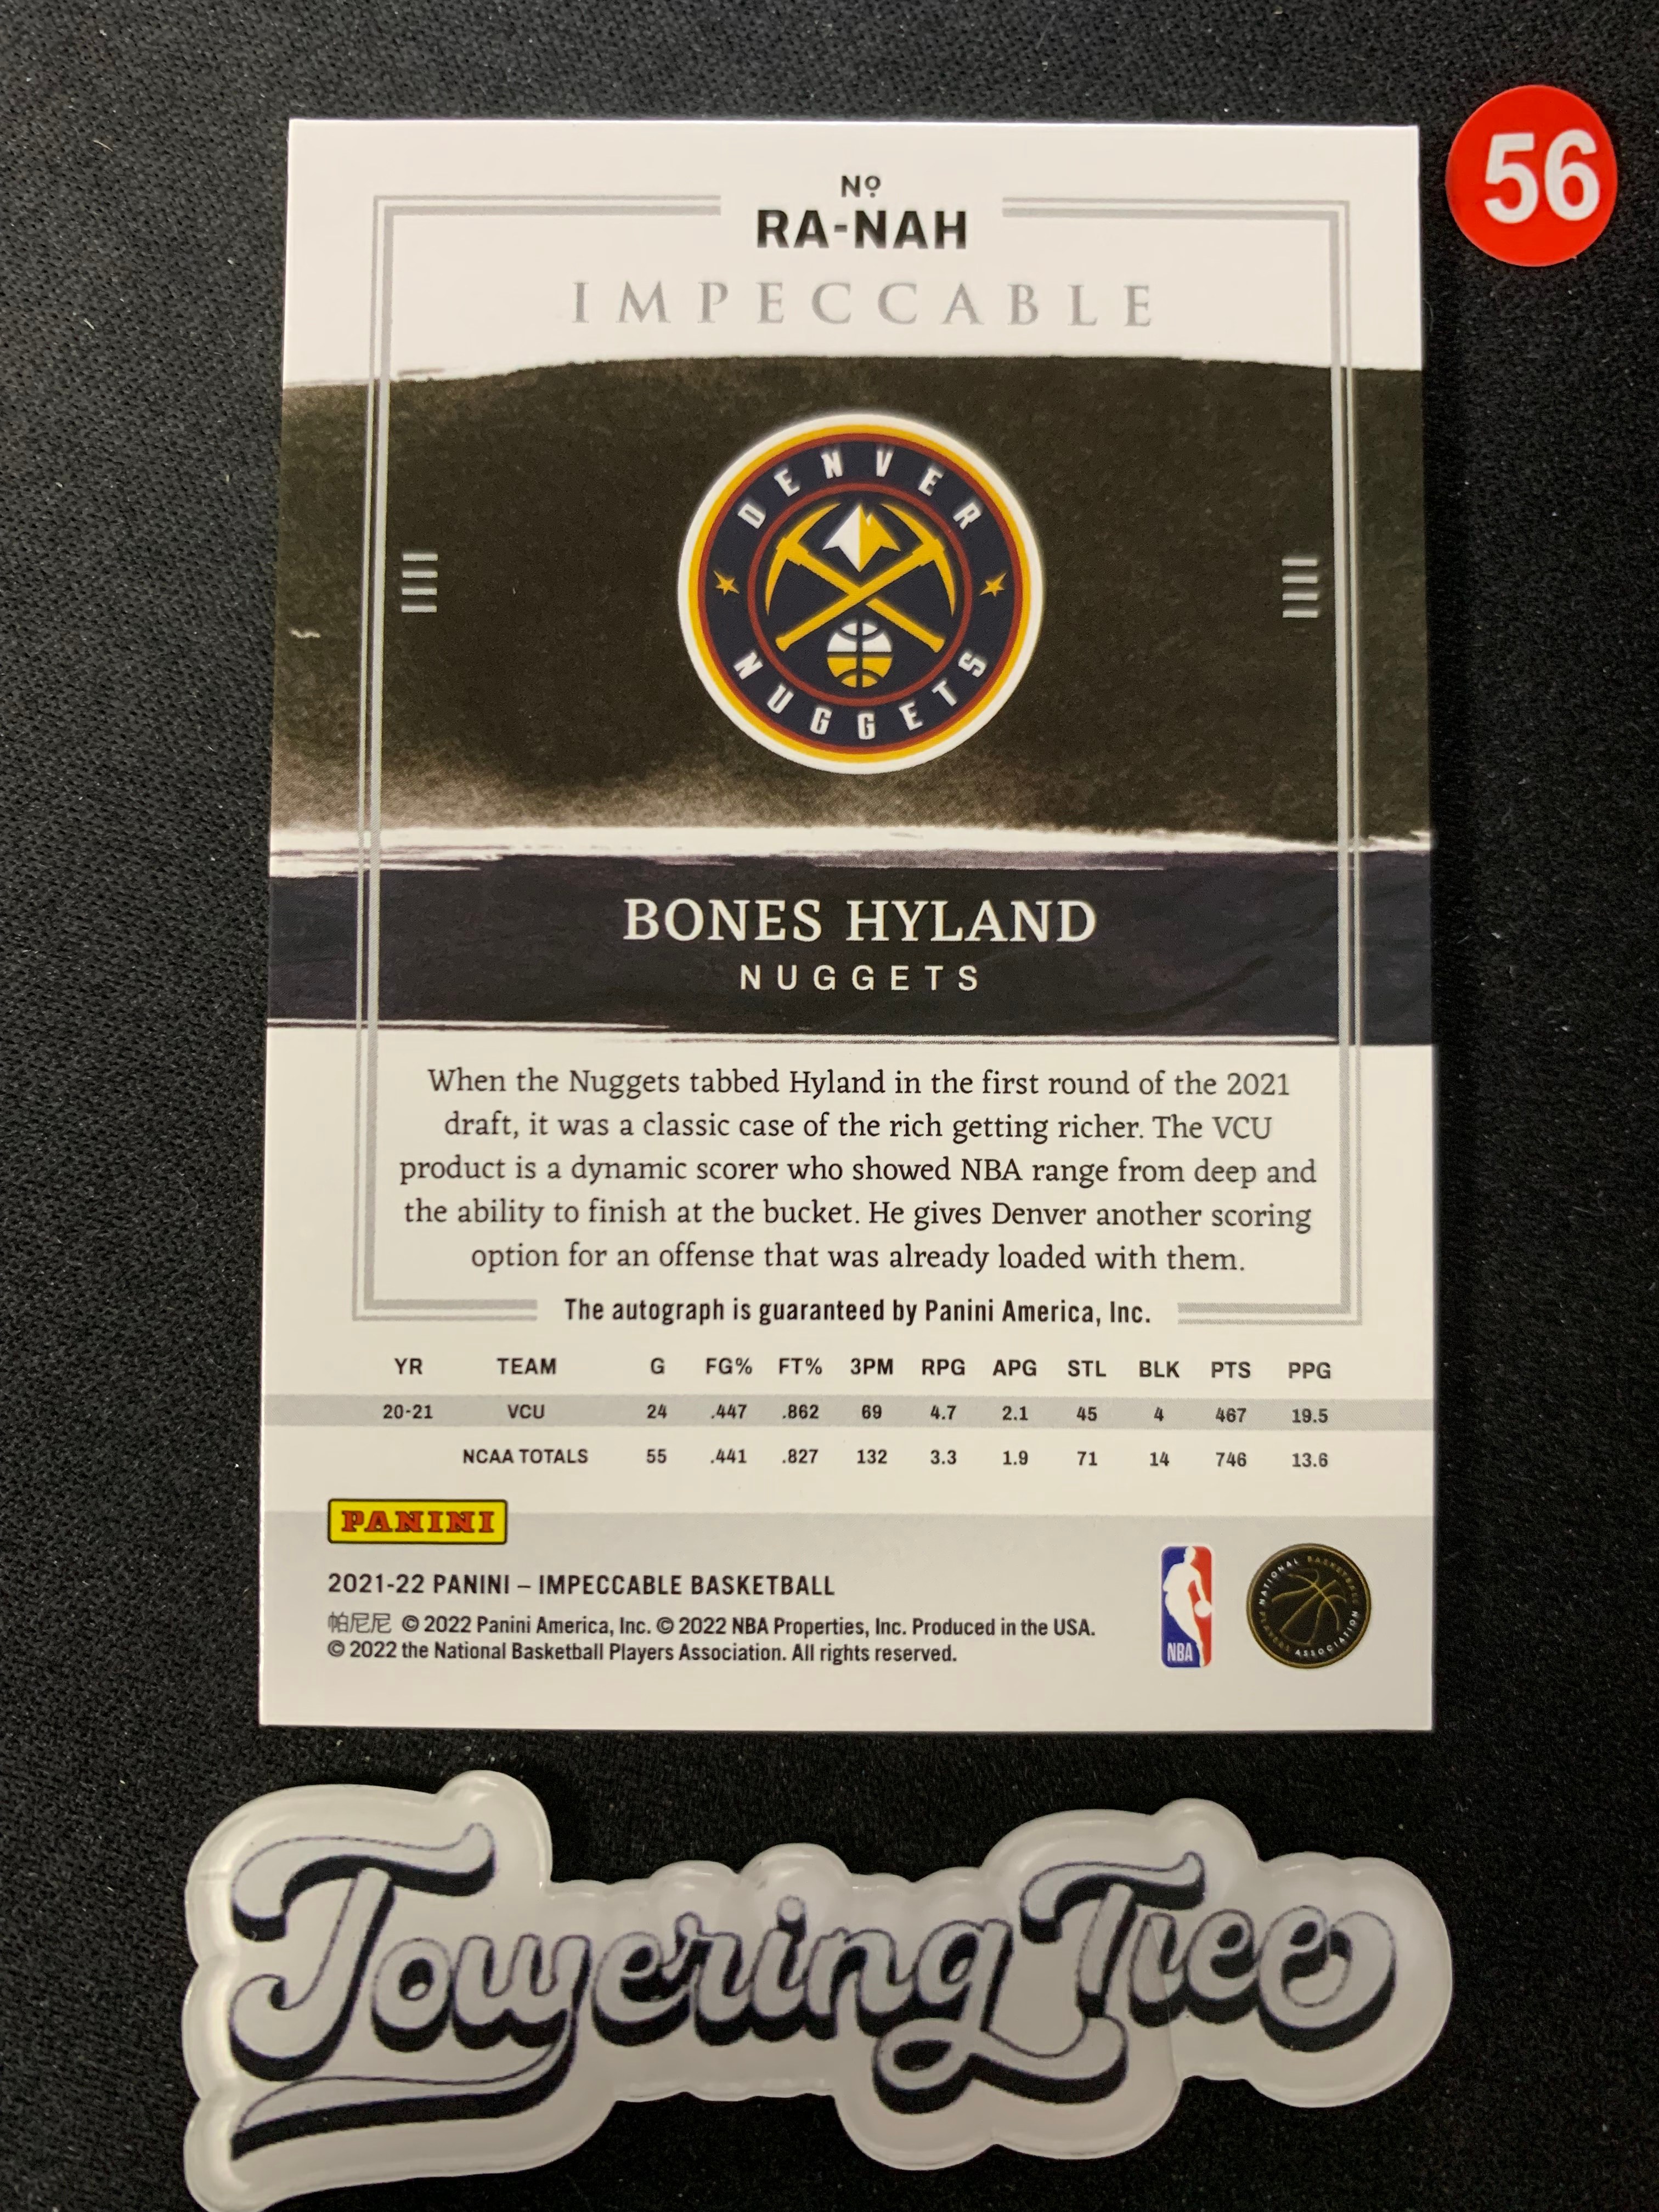 56
Nº
RA-NAH
IMPECCABLE
DENVER
NUGGETS
BONES HYLAND
NUGGETS
When the Nuggets tabbed Hyland in the first round of the 2021
draft, it was a classic case of the rich getting richer. The VCU
product is a dynamic scorer who showed NBA range from deep and
the ability to finish at the bucket. He gives Denver another scoring
option for an offense that was already loaded with them.
The autograph is guaranteed by Panini America, Inc.
YR TEAM G FG% FT% 3PM RPG APG STL BLK PTS PPG
20-21 VCU 24 .447 .862 69 4.7 2.1 45 4 467 19.5
NCAA TOTALS 55 .441 .827 132 3.3 1.9 71 14 746 13.6
PANINI
2021-22 PANINI – IMPECCABLE BASKETBALL
帕尼尼 © 2022 Panini America, Inc. © 2022 NBA Properties, Inc. Produced in the USA.
© 2022 the National Basketball Players Association. All rights reserved.
NBA
NATIONAL BASKETBALL PLAYERS ASSOCIATION
ToweringTree